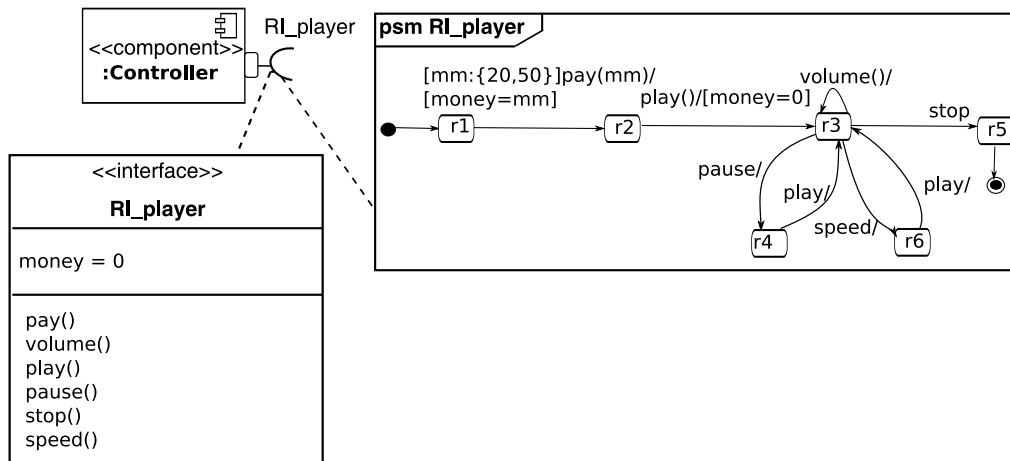 RI_player
<<component>>
:Controller
psm RI_player
[mm:{20,50}]pay(mm)/
[money=mm]
play()/[money=0]
volume()/
stop
r1
r2
r3
r5
pause/
play/
speed/
play/
r4
r6
<<interface>>
RI_player
money = 0
pay()
volume()
play()
pause()
stop()
speed()